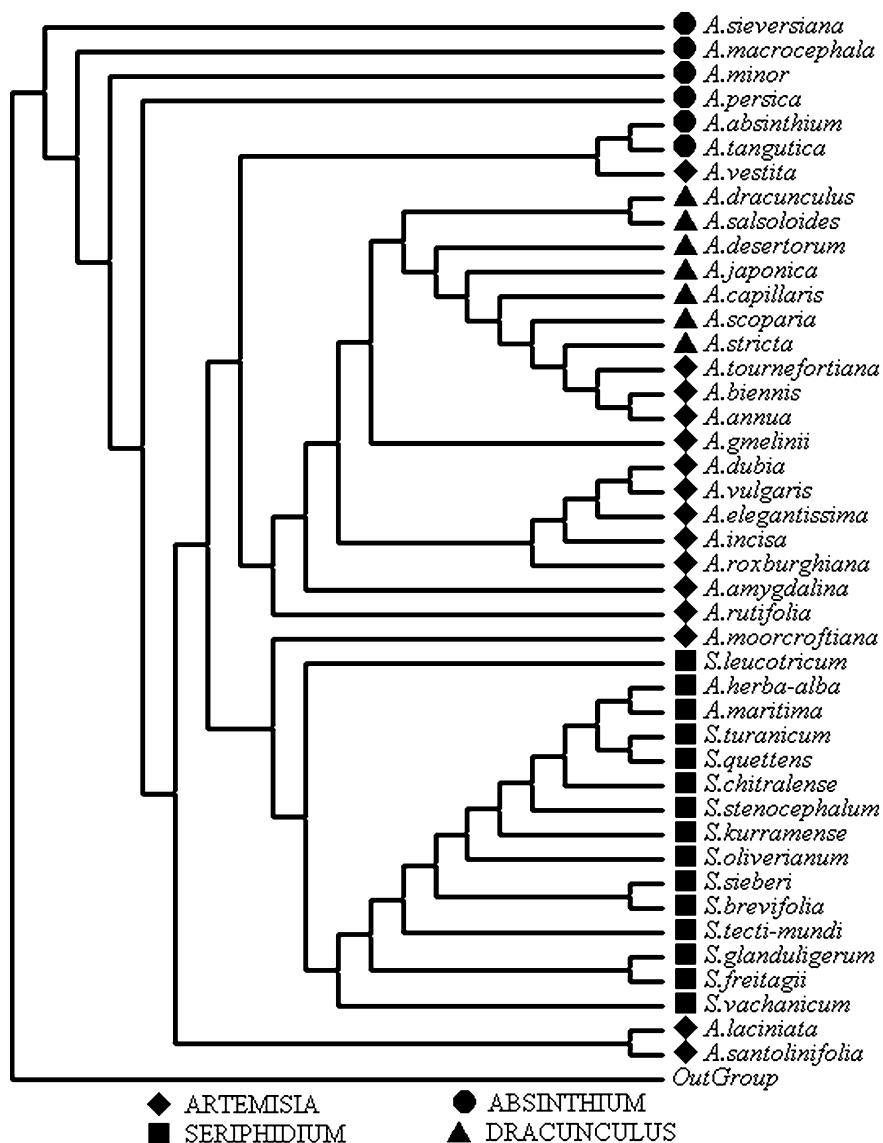 A.sieversiana
A.macrocephala
A.minor
A.persica
A.absinthium
A.tangutica
A.vestita
A.dracunculus
A.salsoloides
A.desertorum
A.japonica
A.capillaris
A.scoparia
A.stricta
A.tournefortiana
A.biennis
A.annua
A.gmelinii
A.dubia
A.vulgaris
A.elegantissima
A.incisa
A.roxburghiana
A.amygdalina
A.rutifolia
A.moorcroftiana
S.leucotricum
A.herba-alba
A.maritima
S.turanicum
S.quettens
S.chitralense
S.stenocephalum
S.kurramense
S.oliverianum
S.sieberi
S.brevifolia
S.tecti-mundi
S.glanduligerum
S.freitagii
S.vachanicum
A.laciniata
A.santolinifolia
OutGroup
ARTEMISIA ABSINTHIUM
SERIPHIDIUM DRACUNCULUS